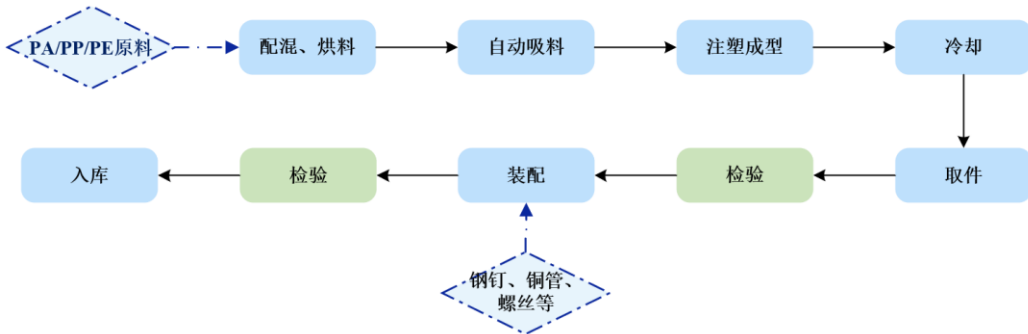 PA/PP/PE原料
配混、烘料
自动吸料
注塑成型
冷却
入库
检验
装配
检验
取件
钢钉、铜管、
螺丝等